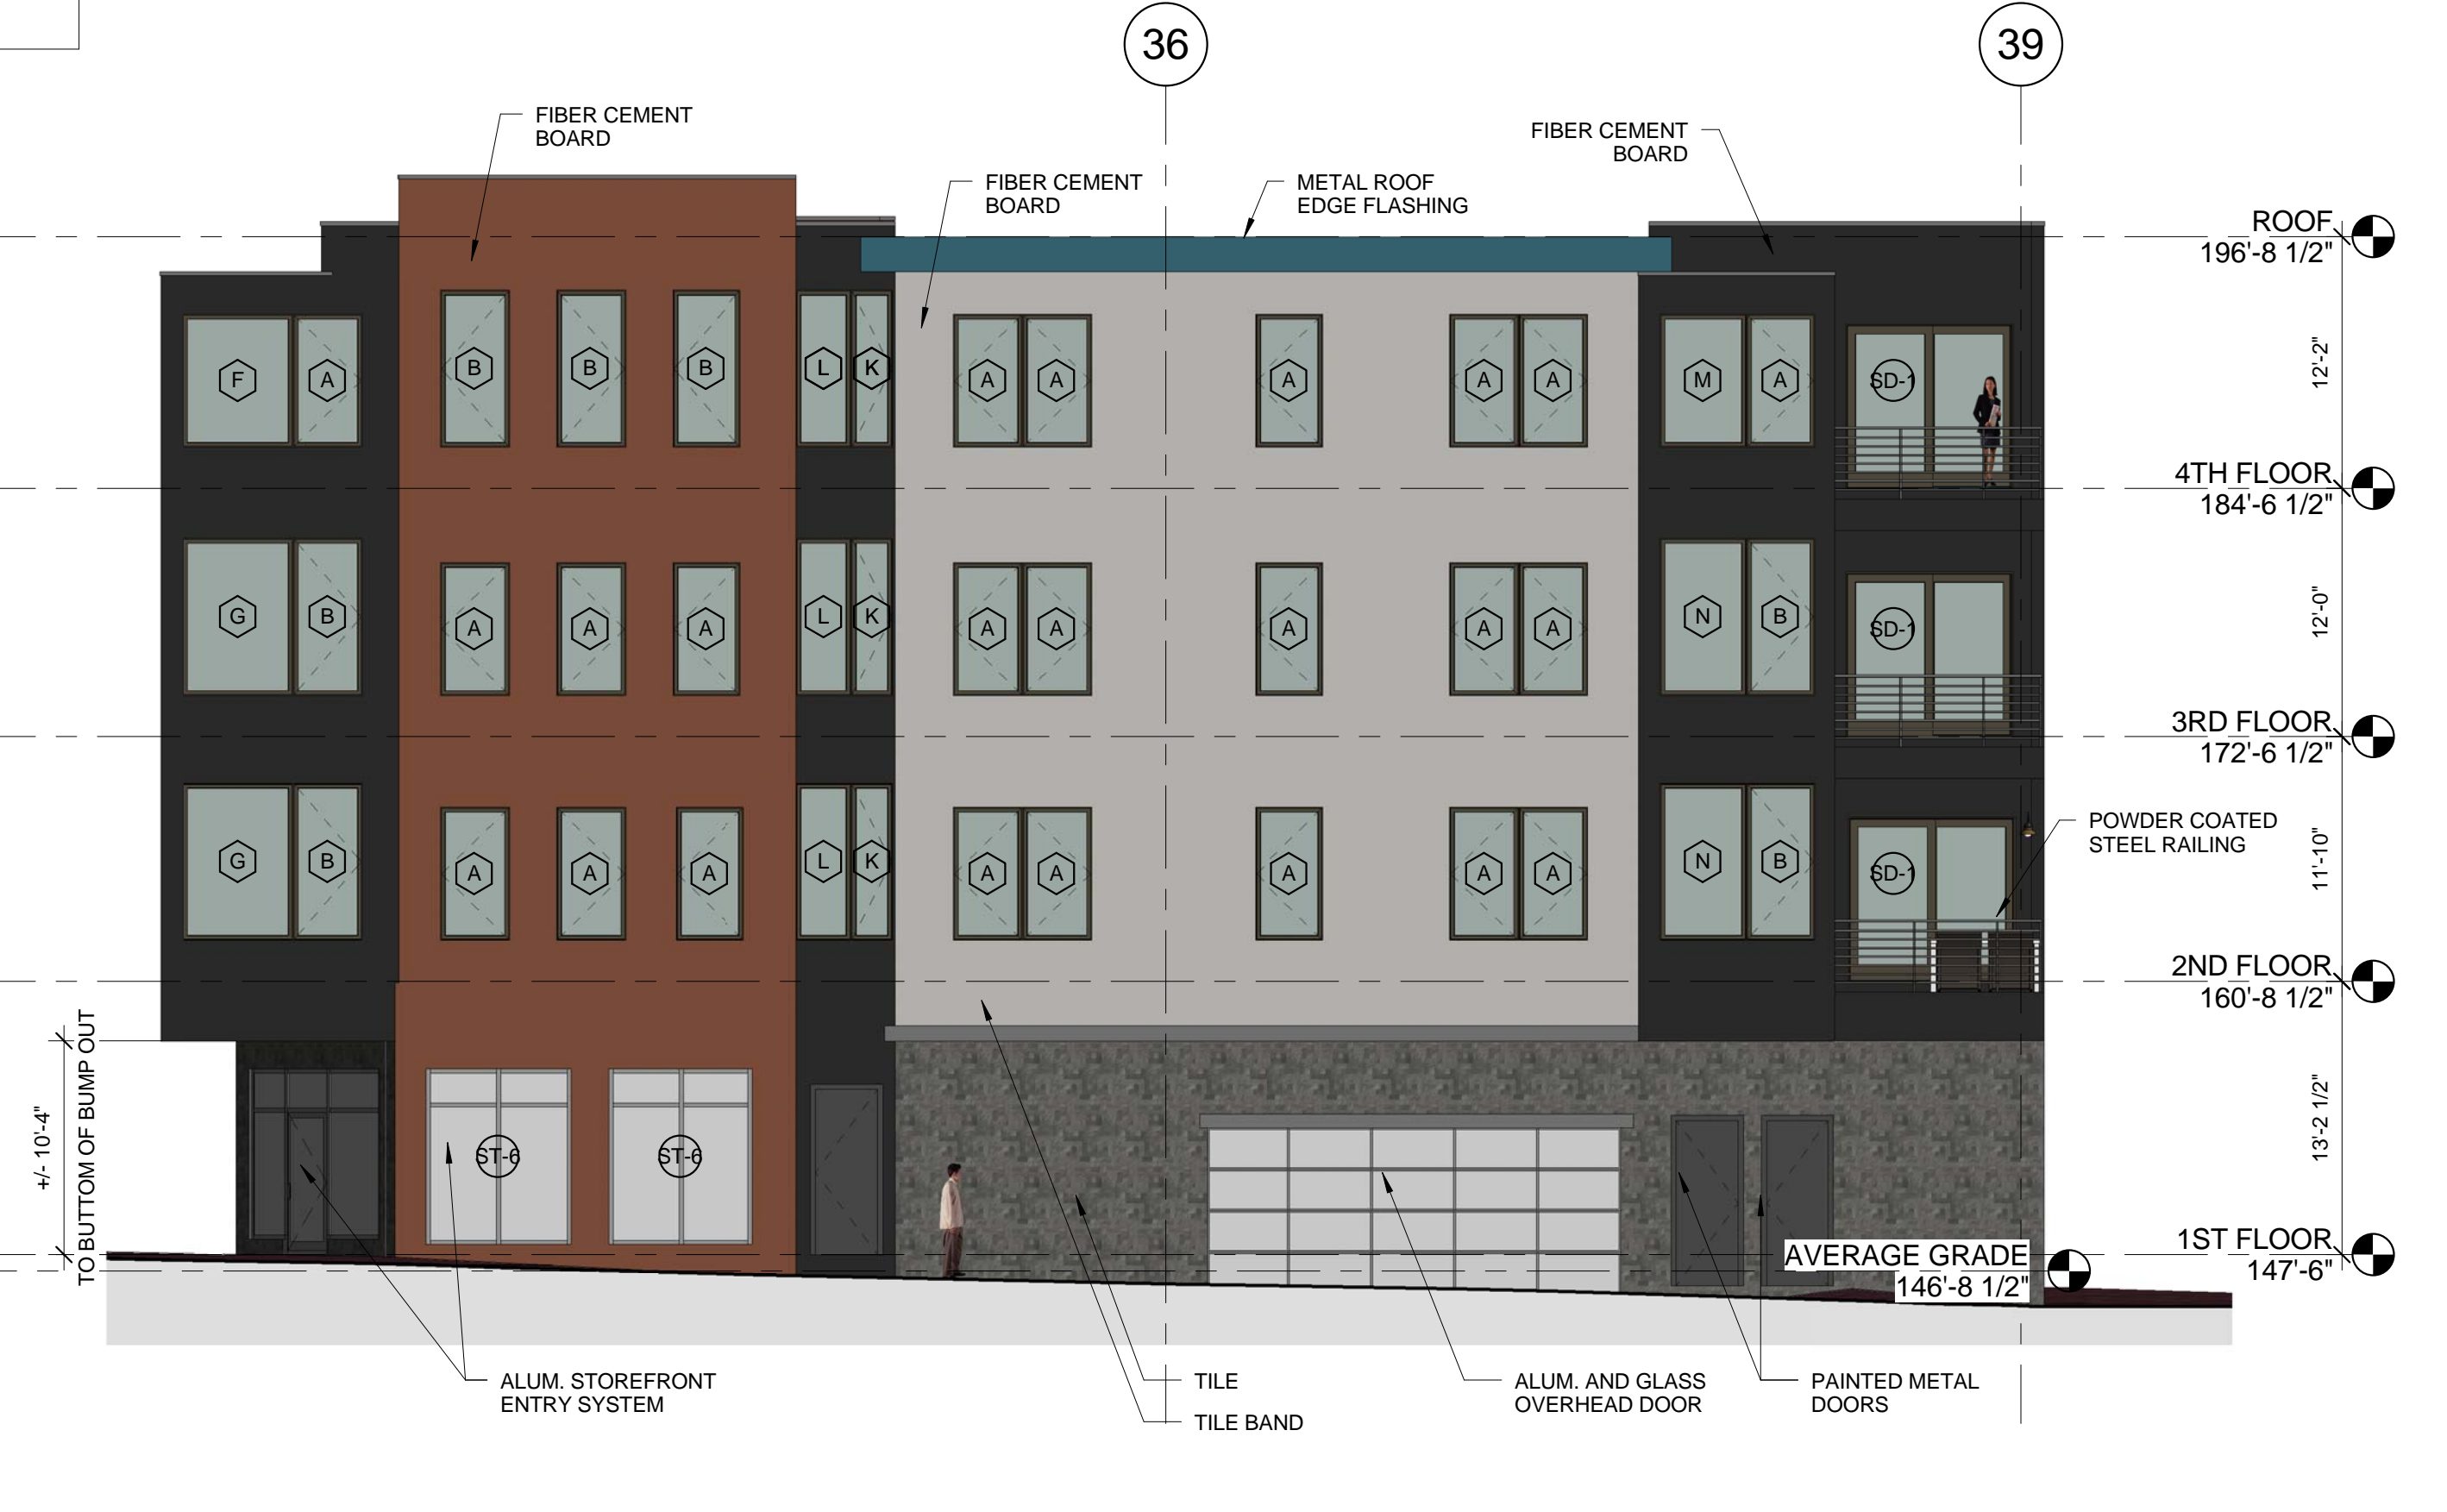 36
39
FIBER CEMENT
BOARD
FIBER CEMENT
BOARD
METAL ROOF
EDGE FLASHING
FIBER CEMENT
BOARD
ROOF
196'-8 1/2"
12'-2"
F A B B B L K A A A A A M A SD-1
4TH FLOOR
184'-6 1/2"
12'-0"
G B A A A L K A A A A A N B SD-1
3RD FLOOR
172'-6 1/2"
11'-10"
G B A A A L K A A A A A N B SD-1
POWDER COATED
STEEL RAILING
2ND FLOOR
160'-8 1/2"
13'-2 1/2"
+/- 10'-4"
TO BUTTOM OF BUMP OUT
ST-6 ST-6
AVERAGE GRADE
146'-8 1/2"
1ST FLOOR
147'-6"
ALUM. STOREFRONT
ENTRY SYSTEM
TILE
TILE BAND
ALUM. AND GLASS
OVERHEAD DOOR
PAINTED METAL
DOORS